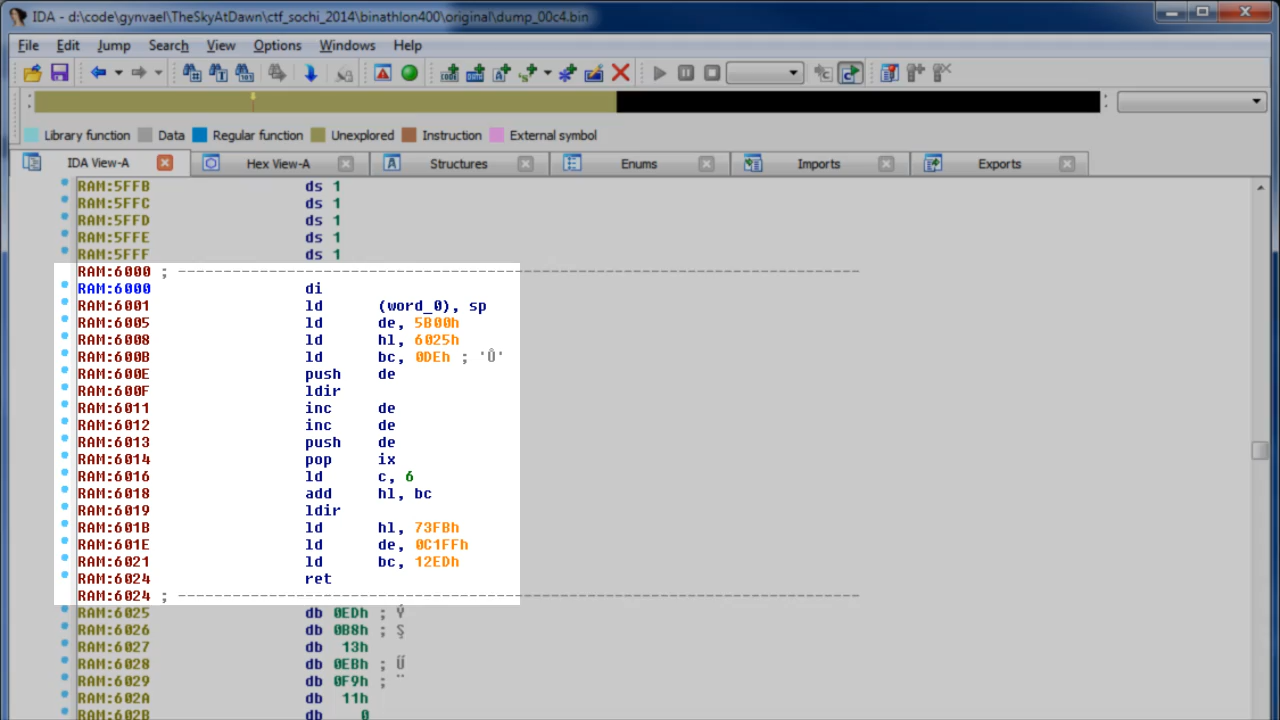 IDA - d:\code\gynvael\TheSkyAtDawn\ctf_sochi_2014\binathlon400\original\dump_00c4.bin
File Edit Jump Search View Options Windows Help
Library function Data Regular function Unexplored Instruction External symbol
IDA View-A Hex View-A Structures Enums Imports Exports
RAM:5FFB ds 1
RAM:5FFC ds 1
RAM:5FFD ds 1
RAM:5FFE ds 1
RAM:5FFF ds 1
RAM:6000 ; ---------------------------------------------------------------------------
RAM:6000 di
RAM:6001 ld (word_0), sp
RAM:6005 ld de, 5B00h
RAM:6008 ld hl, 6025h
RAM:600B ld bc, 0DEh ; 'Ů'
RAM:600E push de
RAM:600F ldir
RAM:6011 inc de
RAM:6012 inc de
RAM:6013 push de
RAM:6014 pop ix
RAM:6016 ld c, 6
RAM:6018 add hl, bc
RAM:6019 ldir
RAM:601B ld hl, 73FBh
RAM:601E ld de, 0C1FFh
RAM:6021 ld bc, 12EDh
RAM:6024 ret
RAM:6024 ; ---------------------------------------------------------------------------
RAM:6025 db 0EDh ; Ý
RAM:6026 db 0B8h ; Ş
RAM:6027 db 13h
RAM:6028 db 0EBh ; Ű
RAM:6029 db 0F9h ; ¨
RAM:602A db 11h
RAM:602B db 0